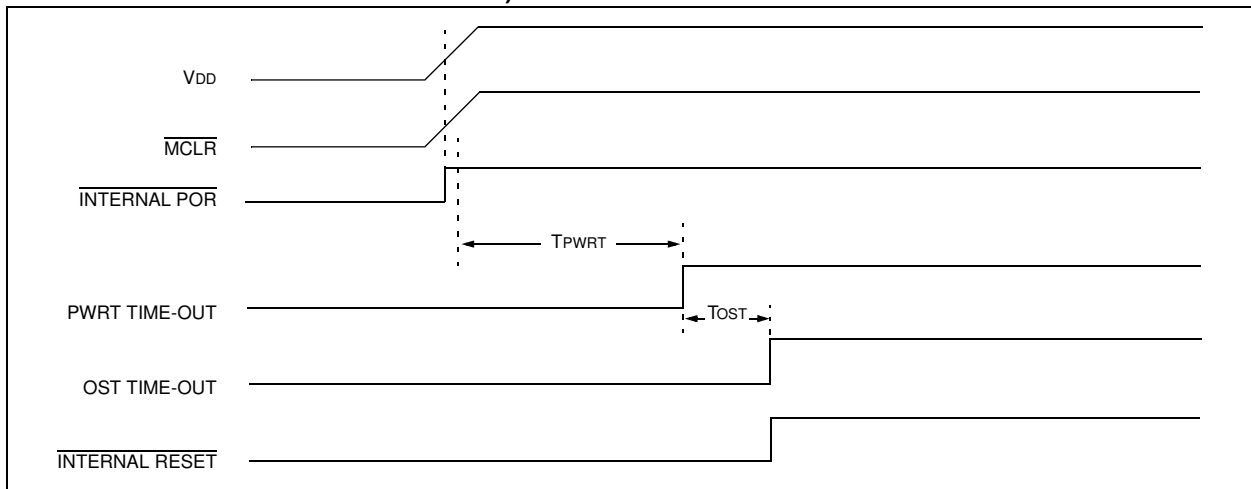 VDD
MCLR
INTERNAL POR
TPWRT
PWRT TIME-OUT
TOST
OST TIME-OUT
INTERNAL RESET